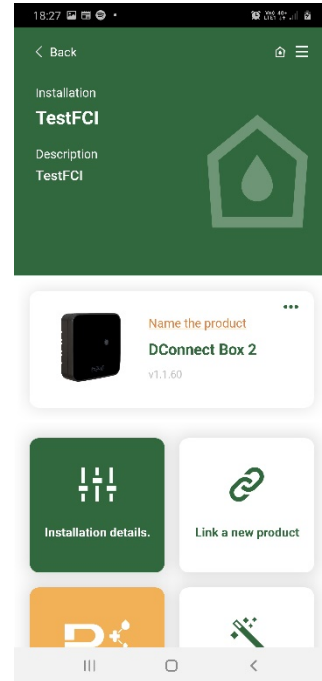 18:27
Back
Installation
TestFCI
Description
TestFCI
Name the product
DConnect Box 2
v1.1.60
Installation details.
Link a new product